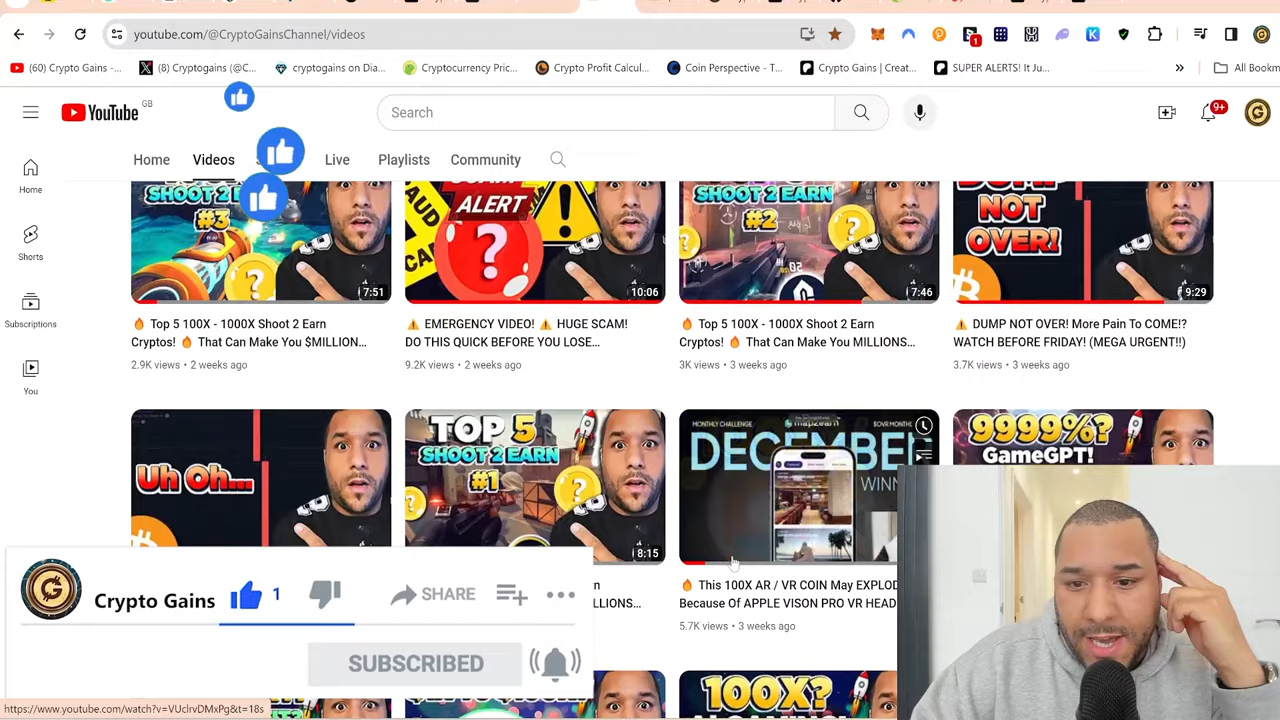 youtube.com/@CryptoGainsChannel/videos
(60) Crypto Gains -...
(8) Cryptogains (@C...
cryptogains on Dia...
Cryptocurrency Pric...
Crypto Profit Calcul...
Coin Perspective - T...
Crypto Gains | Creat...
SUPER ALERTS! It Ju...
»
All Bookm
YouTube GB
Search
9+
Home
Videos
Live
Playlists
Community
Home
Shorts
Subscriptions
You
SHOOT 2 E
#3
7:51
ALERT
?
10:06
SHOOT 2 EARN
#2
7:46
DUMP
NOT
OVER!
9:29
🔥 Top 5 100X - 1000X Shoot 2 Earn
Cryptos! 🔥 That Can Make You $MILLION...
2.9K views • 2 weeks ago
⚠️ EMERGENCY VIDEO! ⚠️ HUGE SCAM!
DO THIS QUICK BEFORE YOU LOSE...
9.2K views • 2 weeks ago
🔥 Top 5 100X - 1000X Shoot 2 Earn
Cryptos! 🔥 That Can Make You MILLIONS...
3K views • 3 weeks ago
⚠️ DUMP NOT OVER! More Pain To COME!?
WATCH BEFORE FRIDAY! (MEGA URGENT!!)
3.7K views • 3 weeks ago
Uh Oh...
TOP 5
SHOOT 2 EARN
#1
8:15
MONTHLY CHALLENGE
map2earn
$OVR MONTH
DECEMBER
WINN
9999%?
GameGPT!
n
LLIONS...
🔥 This 100X AR / VR COIN May EXPLOD
Because Of APPLE VISON PRO VR HEAD
5.7K views • 3 weeks ago
100X?
Crypto Gains
1
SHARE
SUBSCRIBED
https://www.youtube.com/watch?v=VUclrvDMxPg&t=18s